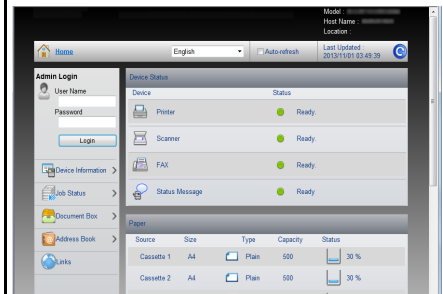 Model :
Host Name :
Location :
Home
English
Auto-refresh
Last Updated :
2013/11/01 03:49:39
Admin Login
User Name
Password
Login
Device Information
Job Status
Document Box
Address Book
Links
Device Status
Device Status
Printer Ready.
Scanner Ready.
FAX Ready.
Status Message Ready
Paper
Source Size Type Capacity Status
Cassette 1 A4 Plain 500 30 %
Cassette 2 A4 Plain 500 30 %